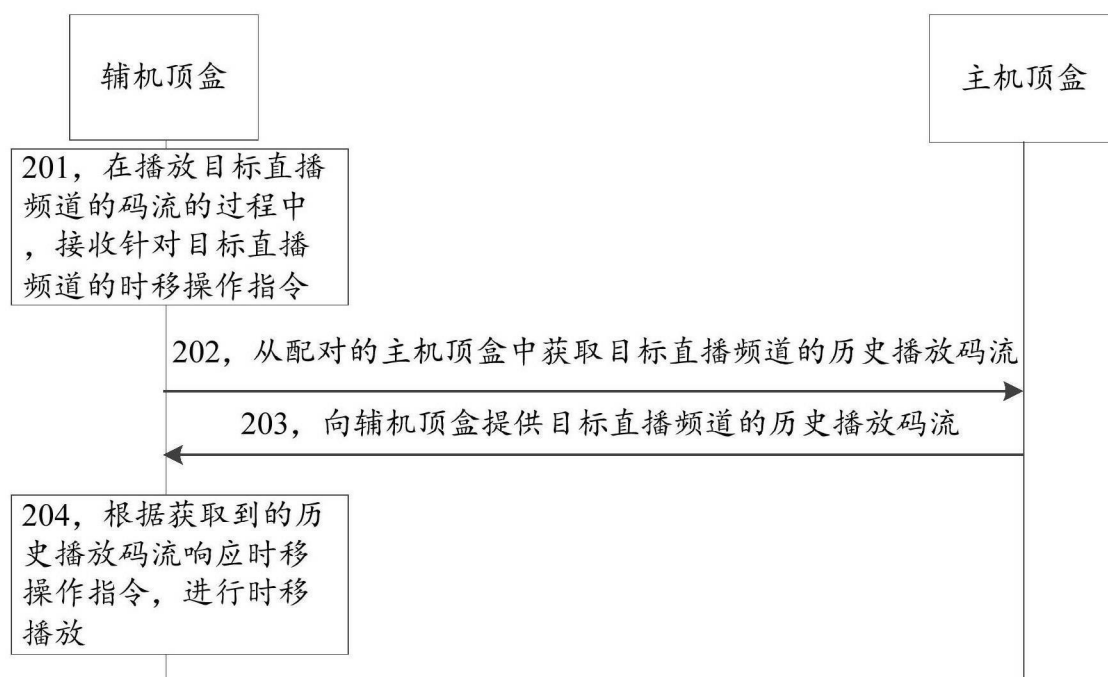 辅机顶盒
主机顶盒
201，在播放目标直播
频道的码流的过程中
，接收针对目标直播
频道的时移操作指令
202，从配对的主机顶盒中获取目标直播频道的历史播放码流
203，向辅机顶盒提供目标直播频道的历史播放码流
204，根据获取到的历
史播放码流响应时移
操作指令，进行时移
播放